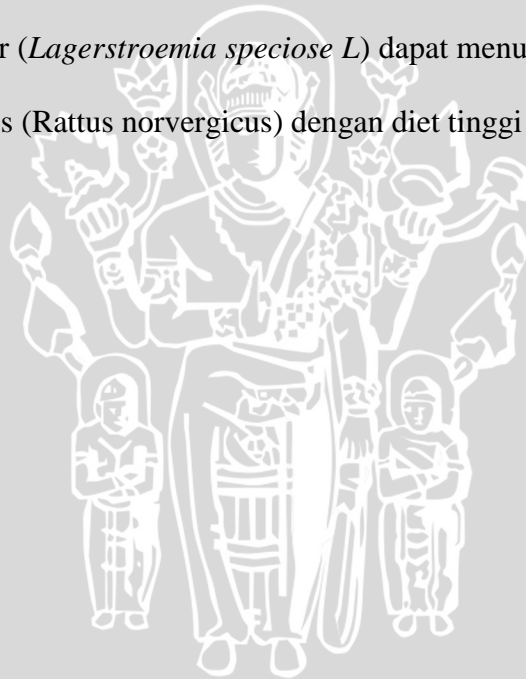 r (Lagerstroemia speciose L) dapat menu
s (Rattus norvergicus) dengan diet tinggi